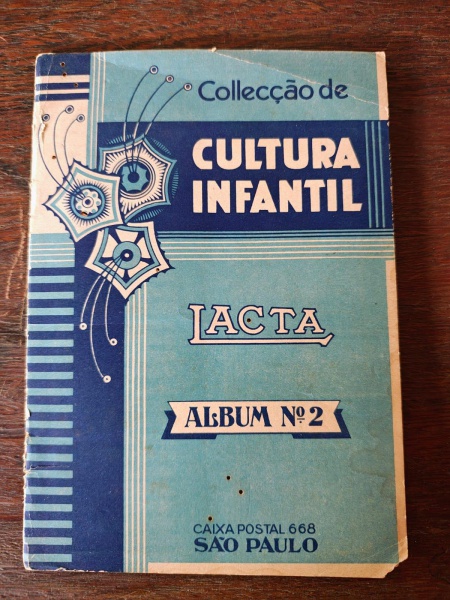 Collecção de
CULTURA
INFANTIL
LACTA
ALBUM Nº 2
CAIXA POSTAL 668
SÃO PAULO